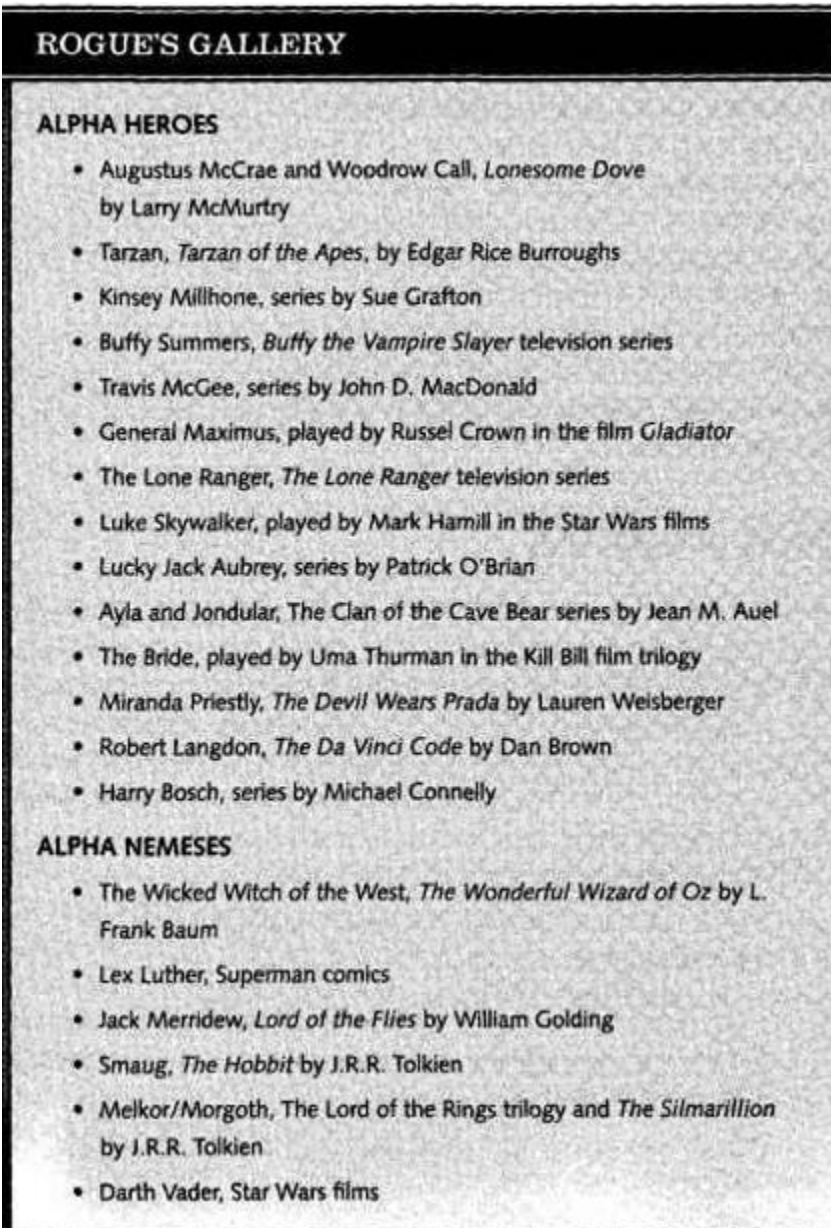 ROGUE'S GALLERY
ALPHA HEROES
• Augustus McCrae and Woodrow Call, Lonesome Dove
by Larry McMurtry
• Tarzan, Tarzan of the Apes, by Edgar Rice Burroughs
• Kinsey Millhone, series by Sue Grafton
• Buffy Summers, Buffy the Vampire Slayer television series
• Travis McGee, series by John D. MacDonald
• General Maximus, played by Russel Crown in the film Gladiator
• The Lone Ranger, The Lone Ranger television series
• Luke Skywalker, played by Mark Hamill in the Star Wars films
• Lucky Jack Aubrey, series by Patrick O'Brian
• Ayla and Jondular, The Clan of the Cave Bear series by Jean M. Auel
• The Bride, played by Uma Thurman in the Kill Bill film trilogy
• Miranda Priestly, The Devil Wears Prada by Lauren Weisberger
• Robert Langdon, The Da Vinci Code by Dan Brown
• Harry Bosch, series by Michael Connelly
ALPHA NEMESES
• The Wicked Witch of the West, The Wonderful Wizard of Oz by L.
Frank Baum
• Lex Luther, Superman comics
• Jack Merridew, Lord of the Flies by William Golding
• Smaug, The Hobbit by J.R.R. Tolkien
• Melkor/Morgoth, The Lord of the Rings trilogy and The Silmarillion
by J.R.R. Tolkien
• Darth Vader, Star Wars films